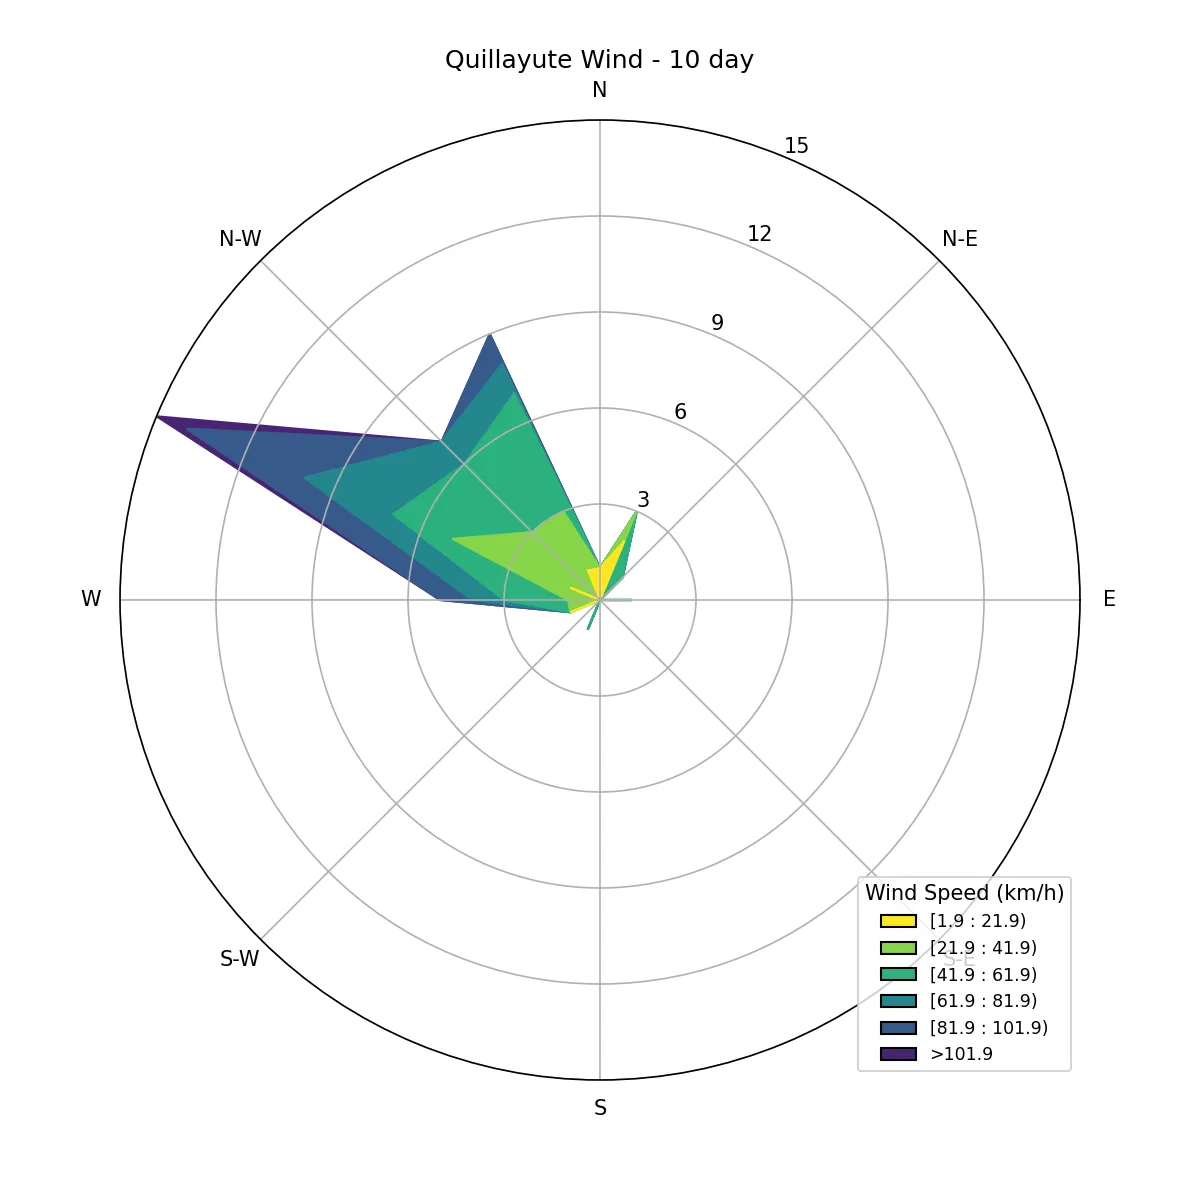 Quillayute Wind - 10 day
N
15
N-W
N-E
12
9
6
3
W
E
S-W
S-E
S
Wind Speed (km/h)
[1.9 : 21.9)
[21.9 : 41.9)
[41.9 : 61.9)
[61.9 : 81.9)
[81.9 : 101.9)
>101.9